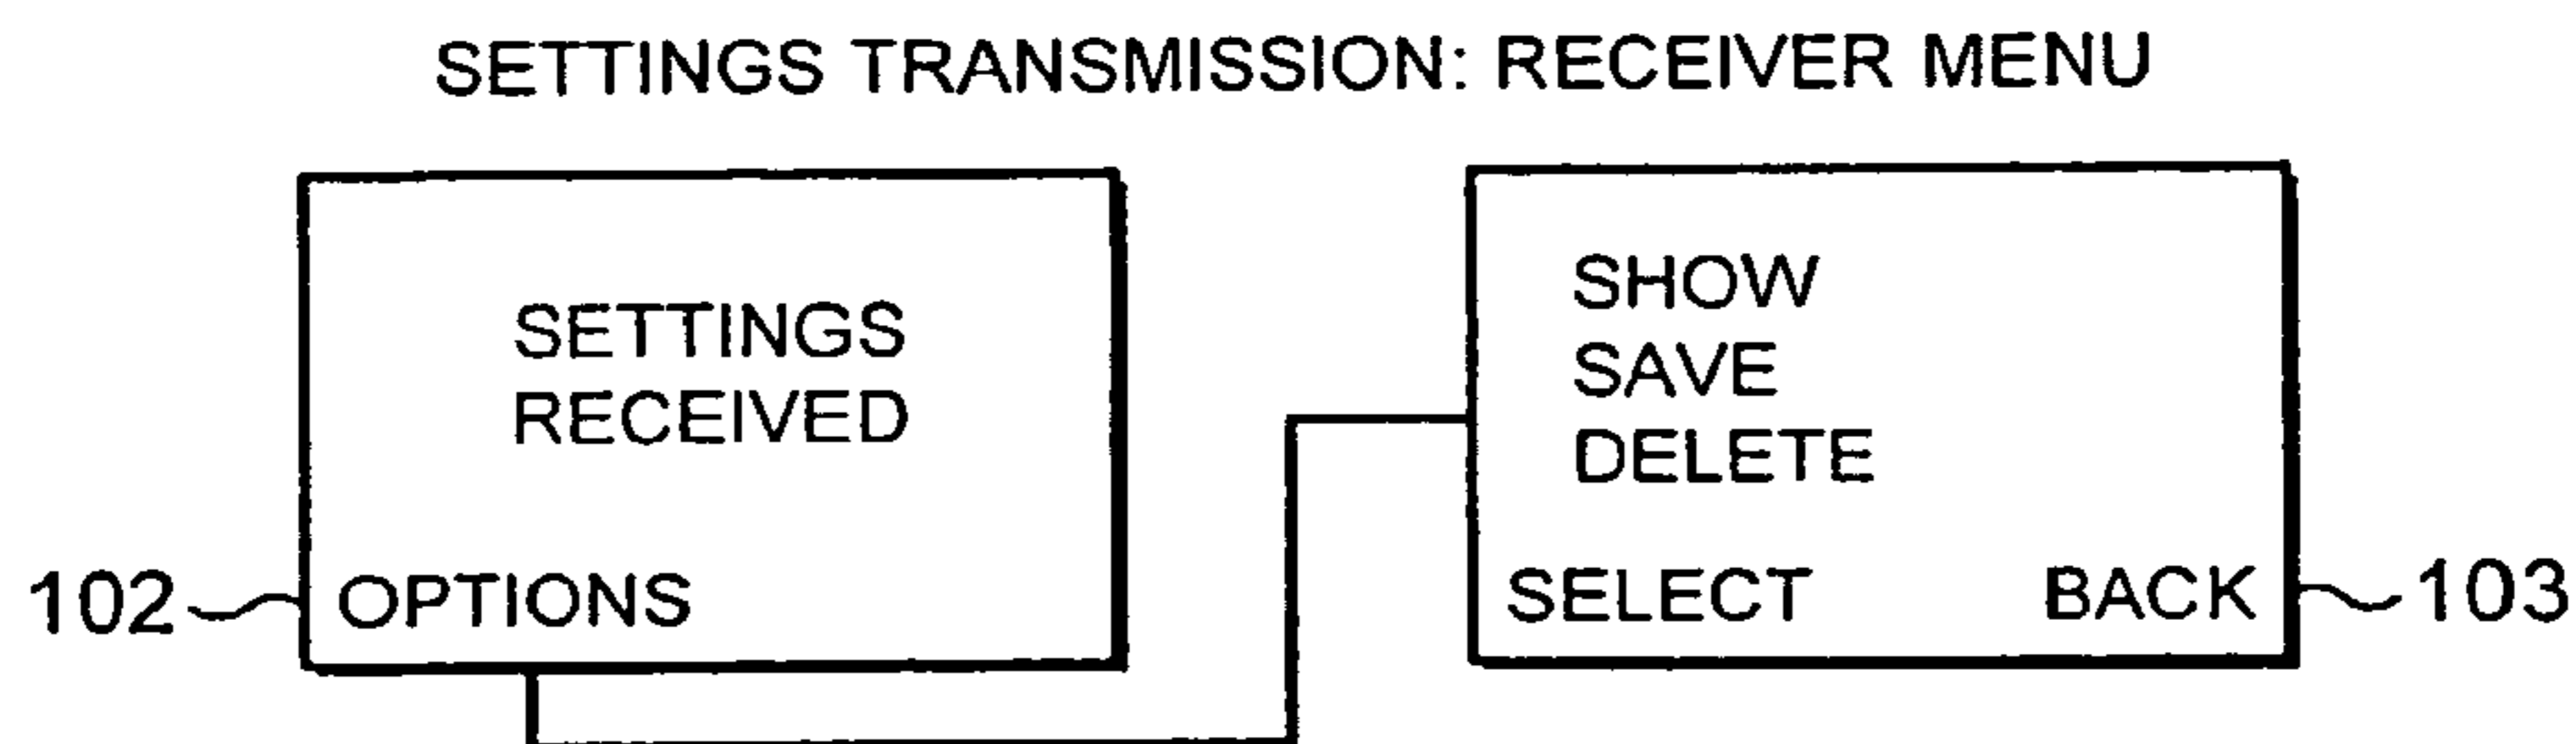 SETTINGS TRANSMISSION: RECEIVER MENU
SETTINGS
RECEIVED
102 OPTIONS
SHOW
SAVE
DELETE
SELECT BACK 103